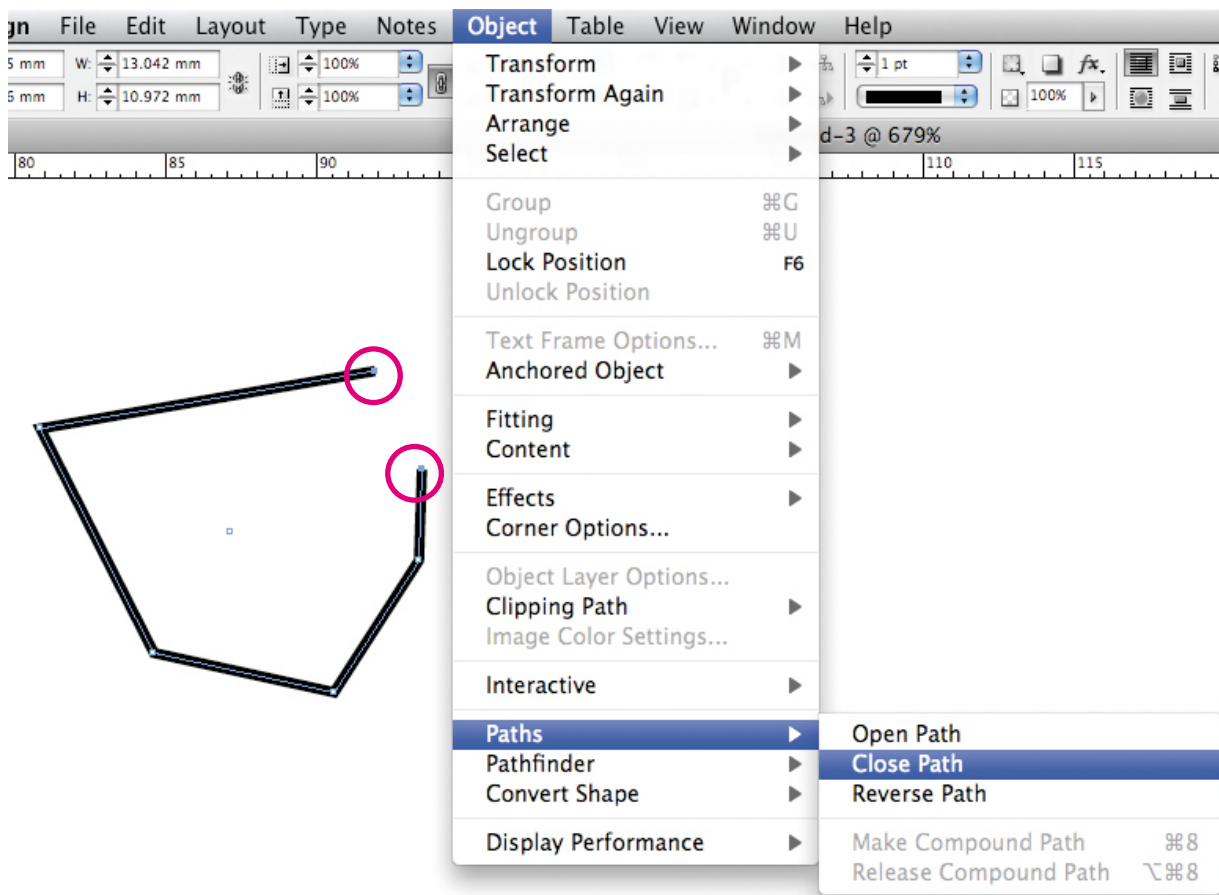 gn File Edit Layout Type Notes Object Table View Window Help
5 mm W: 13.042 mm 100% 1 pt fx.
5 mm H: 10.972 mm 100% 100%
d-3 @ 679%
80 85 90 110 115
Transform
Transform Again
Arrange
Select
Group ⌘G
Ungroup ⌘U
Lock Position F6
Unlock Position
Text Frame Options... ⌘M
Anchored Object
Fitting
Content
Effects
Corner Options...
Object Layer Options...
Clipping Path
Image Color Settings...
Interactive
Paths
Pathfinder
Convert Shape
Display Performance
Open Path
Close Path
Reverse Path
Make Compound Path ⌘8
Release Compound Path ⌥⌘8